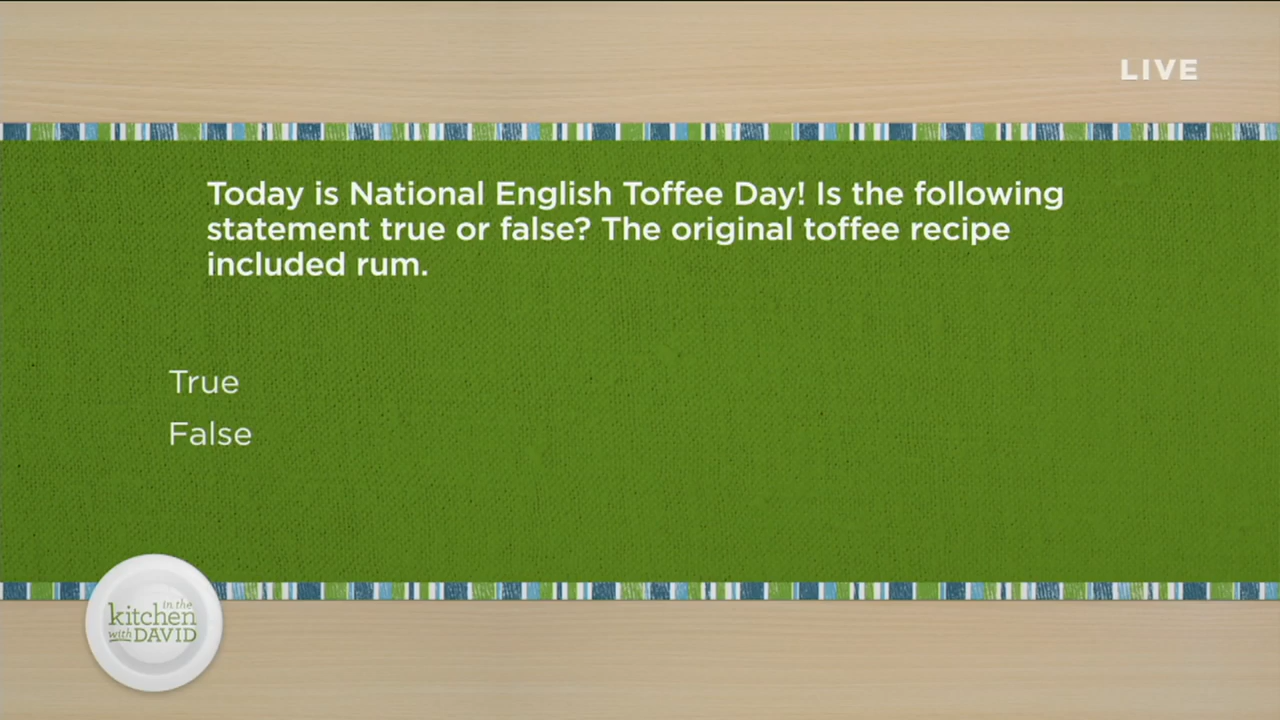 LIVE
Today is National English Toffee Day! Is the following
statement true or false? The original toffee recipe
included rum.
True
False
in the
kitchen
with DAVID